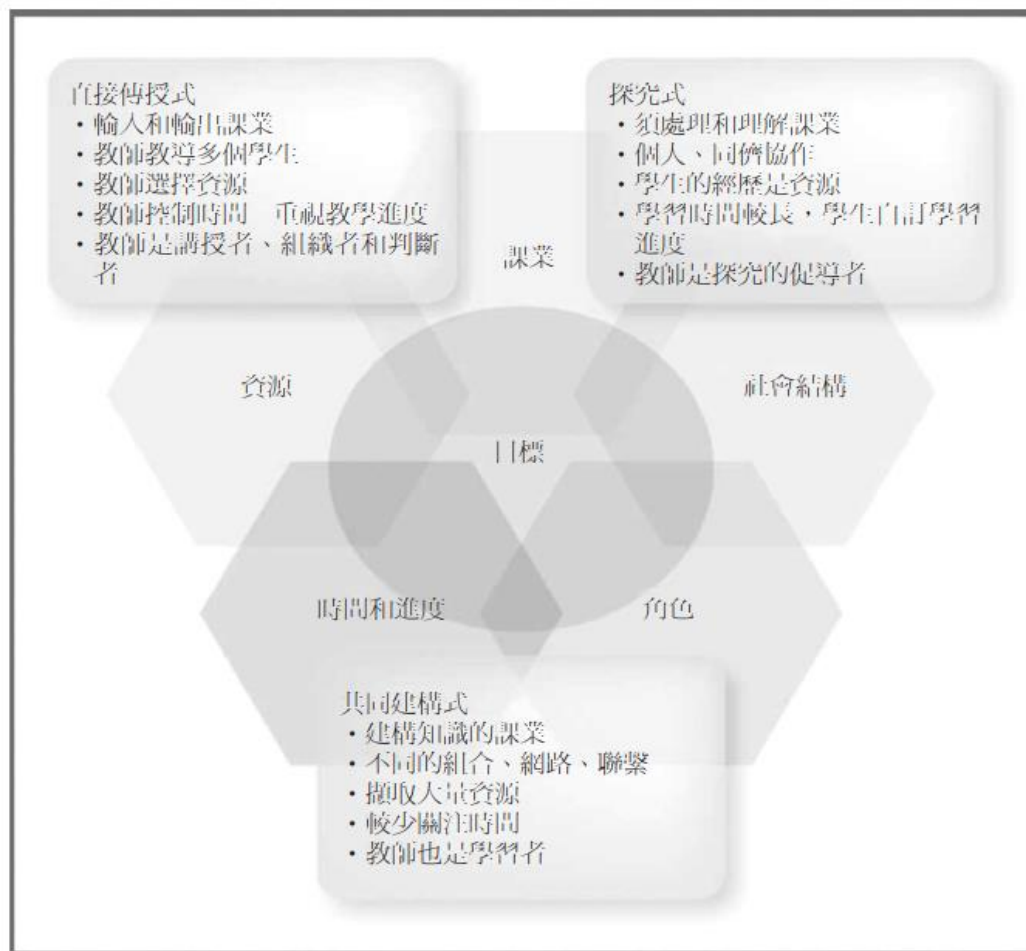 直接傳授式
・輸入和輸出課業
・教師教導多個學生
・教師選擇資源
・教師控制時間 重視教學進度
・教師是講授者、組織者和判斷
者
探究式
・須處理和理解課業
・個人、同儕協作
・學生的經歷是資源
・學習時間較長，學生自訂學習
進度
・教師是探究的促導者
課業
資源
社會結構
目標
時間和進度
角色
共同建構式
・建構知識的課業
・不同的組合、網路、聯繫
・擷取大量資源
・較少關注時間
・教師也是學習者